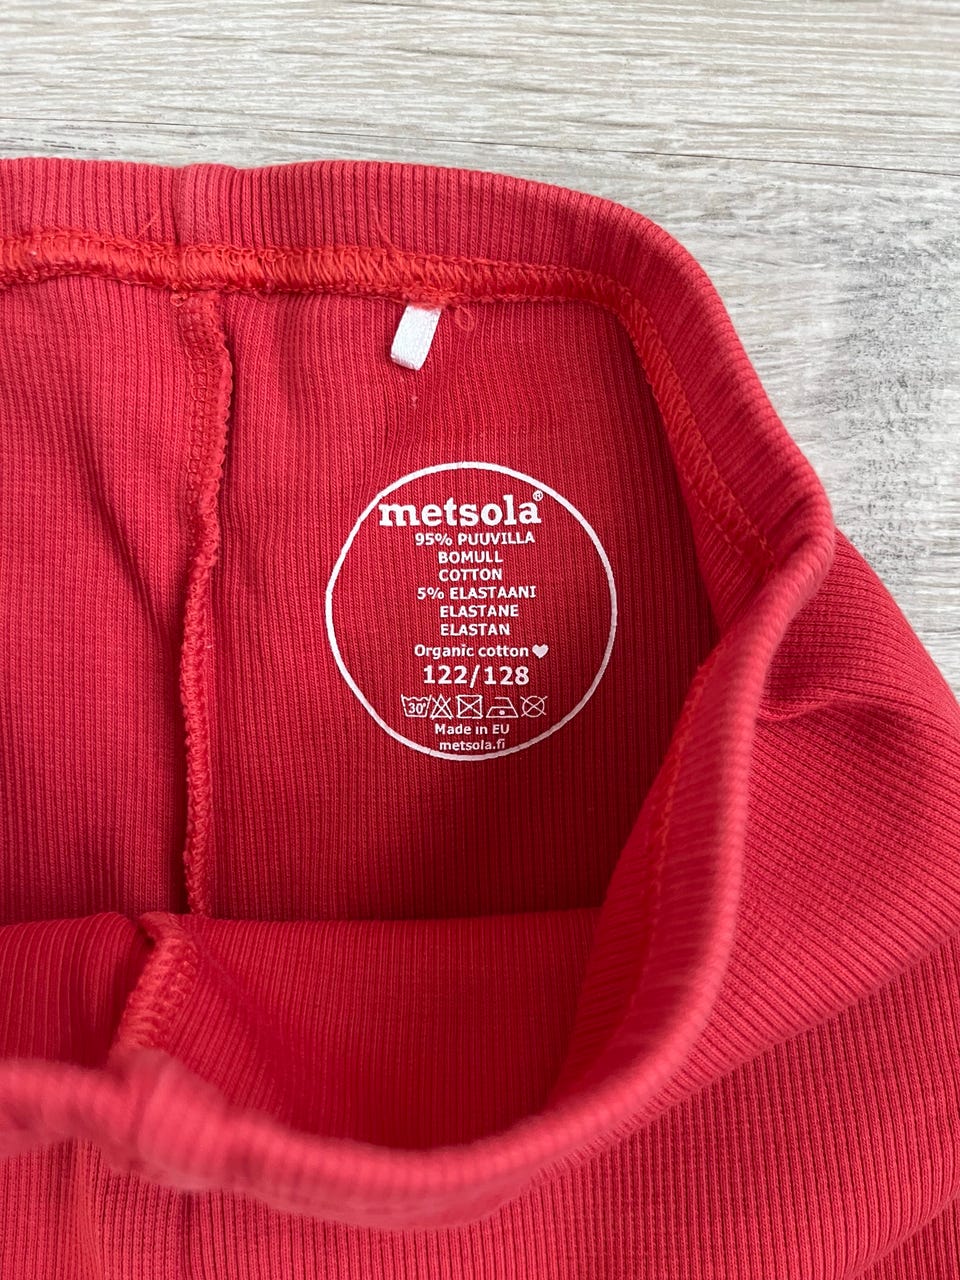 metsola®
95% PUUVILLA
BOMULL
COTTON
5% ELASTAANI
ELASTANE
ELASTAN
Organic cotton ♥
122/128
30°
Made in EU
metsola.fi